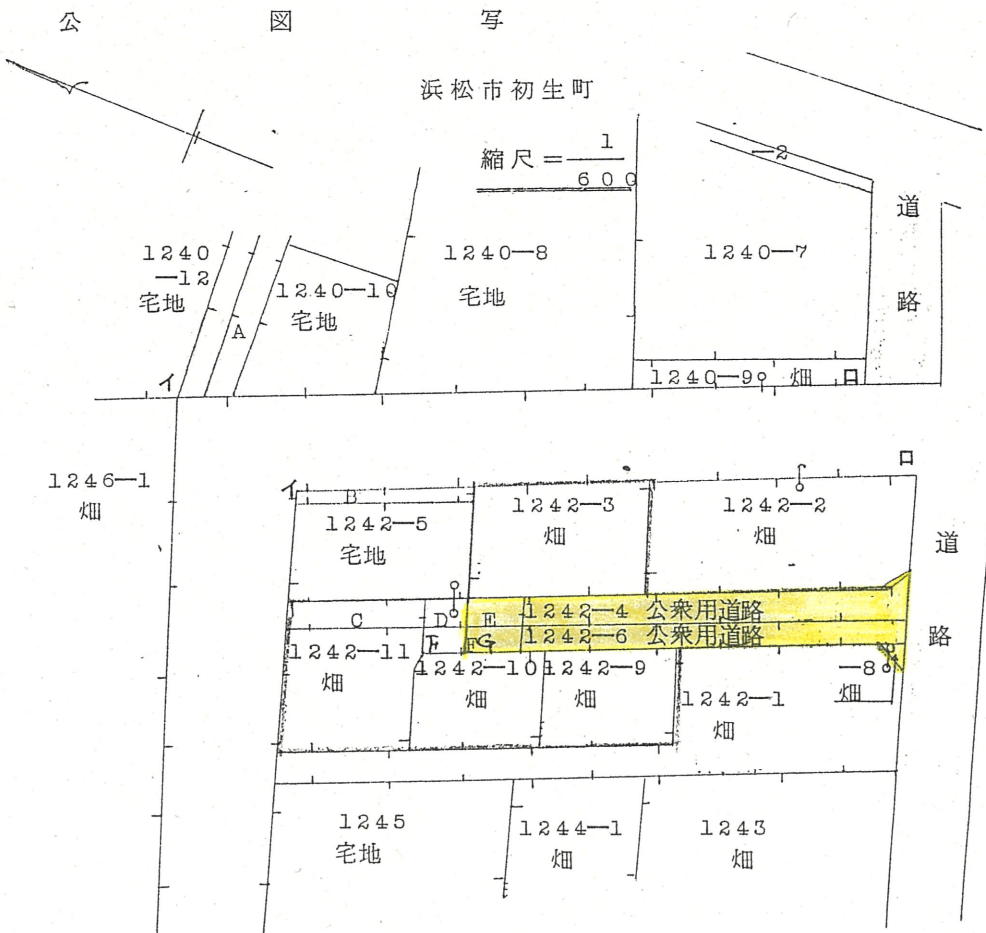 公図写
浜松市初生町
縮尺=1/600
-2
道路
1240
-12
宅地
A
1240-10
宅地
1240-8
宅地
1240-7
1240-9 畑
イ
ロ
1246-1
畑
イ
ロ
B
1242-5
宅地
1242-3
畑
1242-2
畑
道路
C
D
E
1242-4 公衆用道路
F
G
1242-6 公衆用道路
1242-11
畑
1242-10
畑
1242-9
畑
1242-1
畑
-8
畑
1245
宅地
1244-1
畑
1243
畑